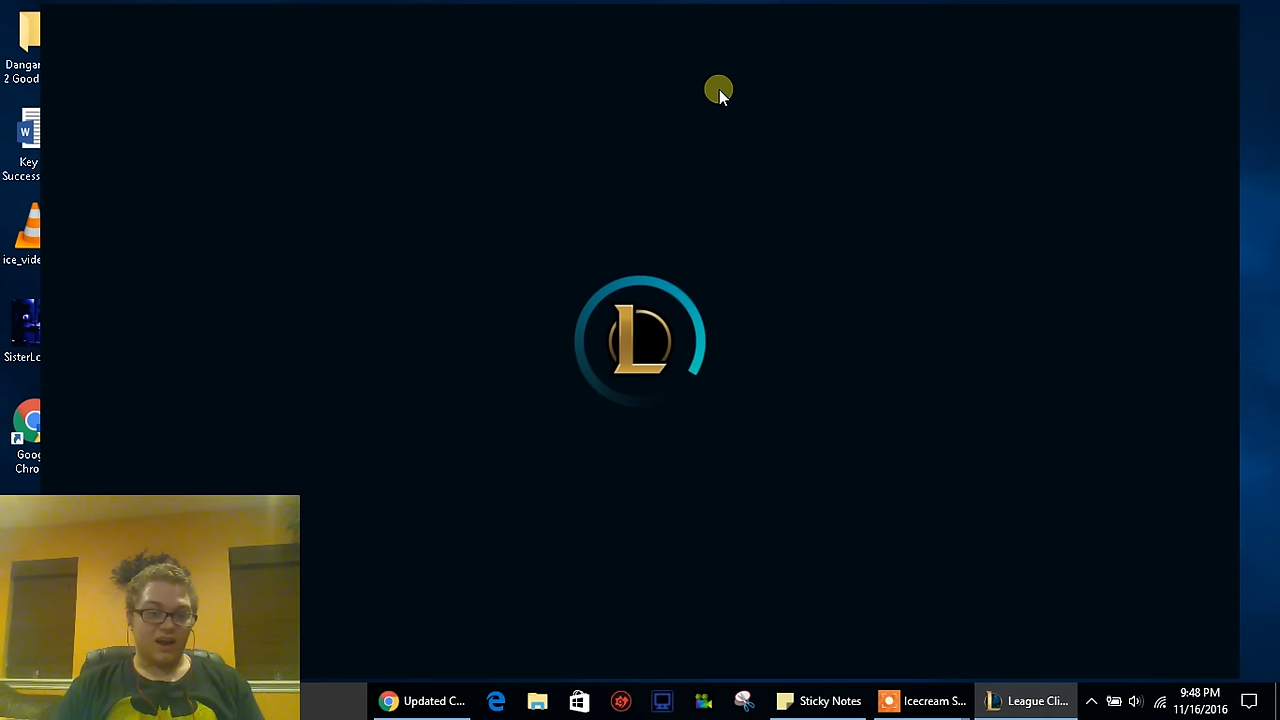 Dangan
2 Good
W
Key
Success
ice_vide
SisterLo
Goog
Chro
L
Updated C...
Sticky Notes
Icecream S...
League Cli...
9:48 PM
11/16/2016